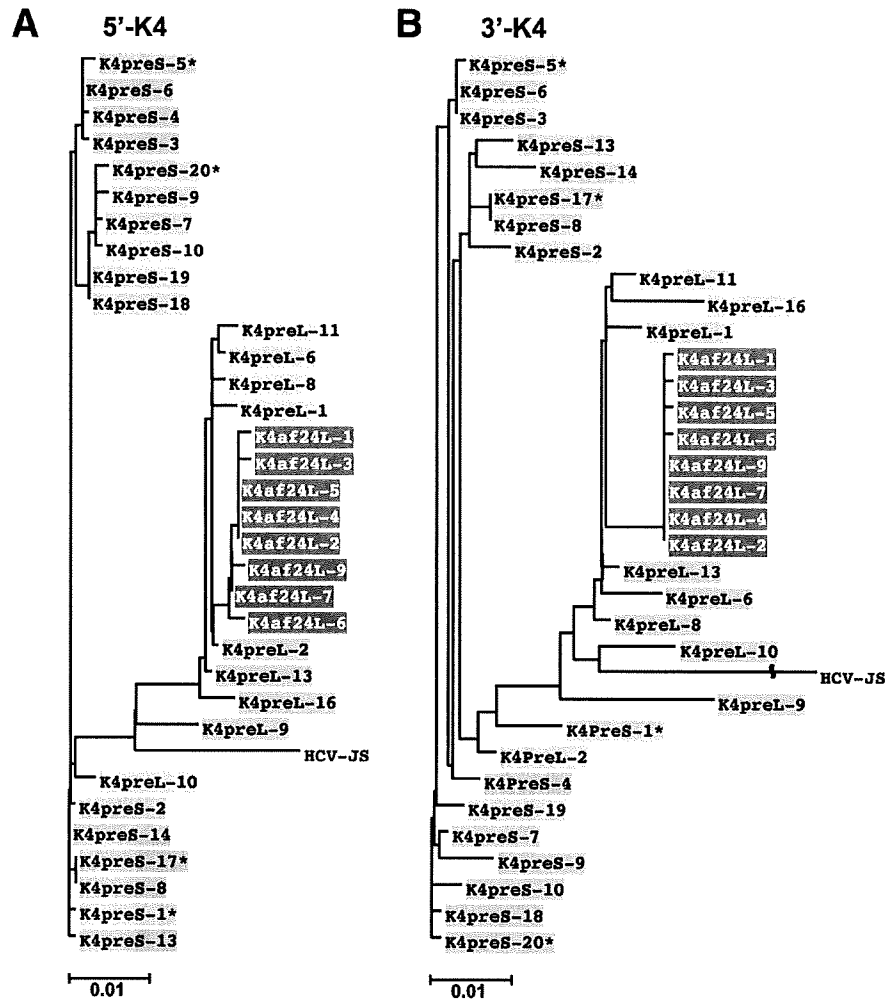 A 5'-K4
K4preS-5*
K4preS-6
K4preS-4
K4preS-3
K4preS-20*
K4preS-9
K4preS-7
K4preS-10
K4preS-19
K4preS-18
K4preL-11
K4preL-6
K4preL-8
K4preL-1
K4af24L-1
K4af24L-3
K4af24L-5
K4af24L-4
K4af24L-2
K4af24L-9
K4af24L-7
K4af24L-6
K4preL-2
K4preL-13
K4preL-16
K4preL-9
HCV-JS
K4preL-10
K4preS-2
K4preS-14
K4preS-17*
K4preS-8
K4preS-1*
K4preS-13
0.01
B 3'-K4
K4preS-5*
K4preS-6
K4preS-3
K4preS-13
K4preS-14
K4preS-17*
K4preS-8
K4preS-2
K4preL-11
K4preL-16
K4preL-1
K4af24L-1
K4af24L-3
K4af24L-5
K4af24L-6
K4af24L-9
K4af24L-7
K4af24L-4
K4af24L-2
K4preL-13
K4preL-6
K4preL-8
K4preL-10
HCV-JS
K4preL-9
K4PreS-1*
K4PreL-2
K4PreS-4
K4preS-19
K4preS-7
K4preS-9
K4preS-10
K4preS-18
K4preS-20*
0.01